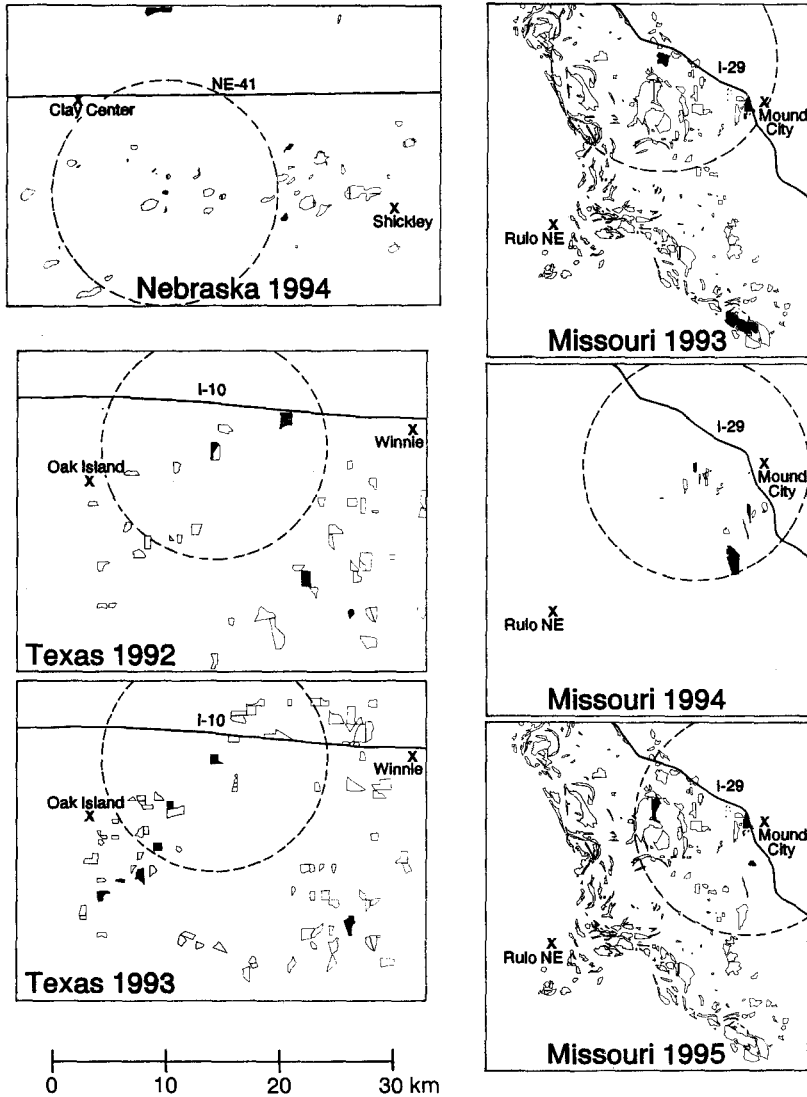 NE-41
X
Clay Center
X
Shickley
Nebraska 1994
I-10
X
Winnie
Oak Island
X
Texas 1992
I-10
X
Winnie
Oak Island
X
Texas 1993
0 10 20 30 km
I-29
X
Mound
City
X
Rulo NE
Missouri 1993
I-29
X
Mound
City
X
Rulo NE
Missouri 1994
I-29
X
Mound
City
X
Rulo NE
Missouri 1995